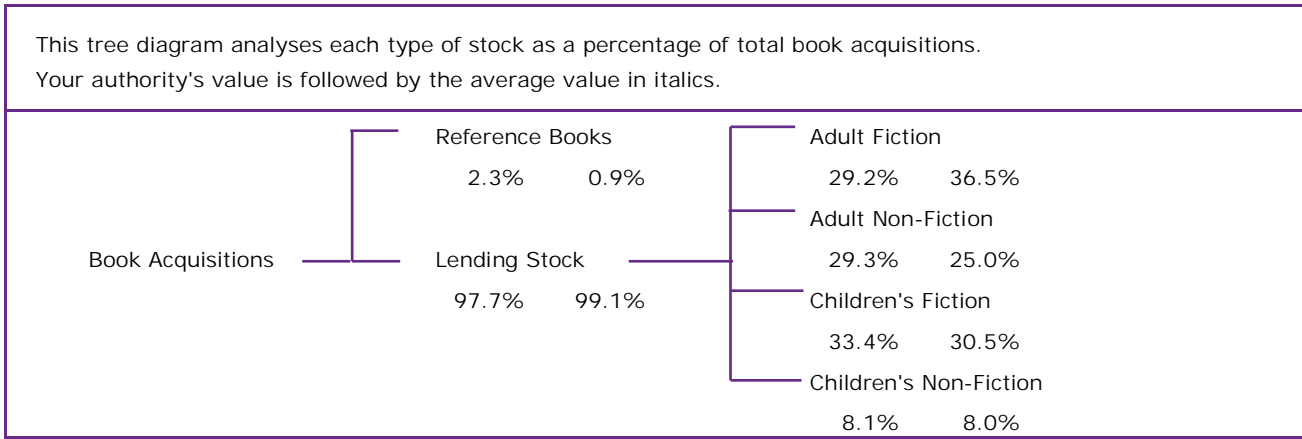 This tree diagram analyses each type of stock as a percentage of total book acquisitions.
Your authority's value is followed by the average value in italics.
Reference Books
2.3% 0.9%
Book Acquisitions
Lending Stock
97.7% 99.1%
Adult Fiction
29.2% 36.5%
Adult Non-Fiction
29.3% 25.0%
Children's Fiction
33.4% 30.5%
Children's Non-Fiction
8.1% 8.0%